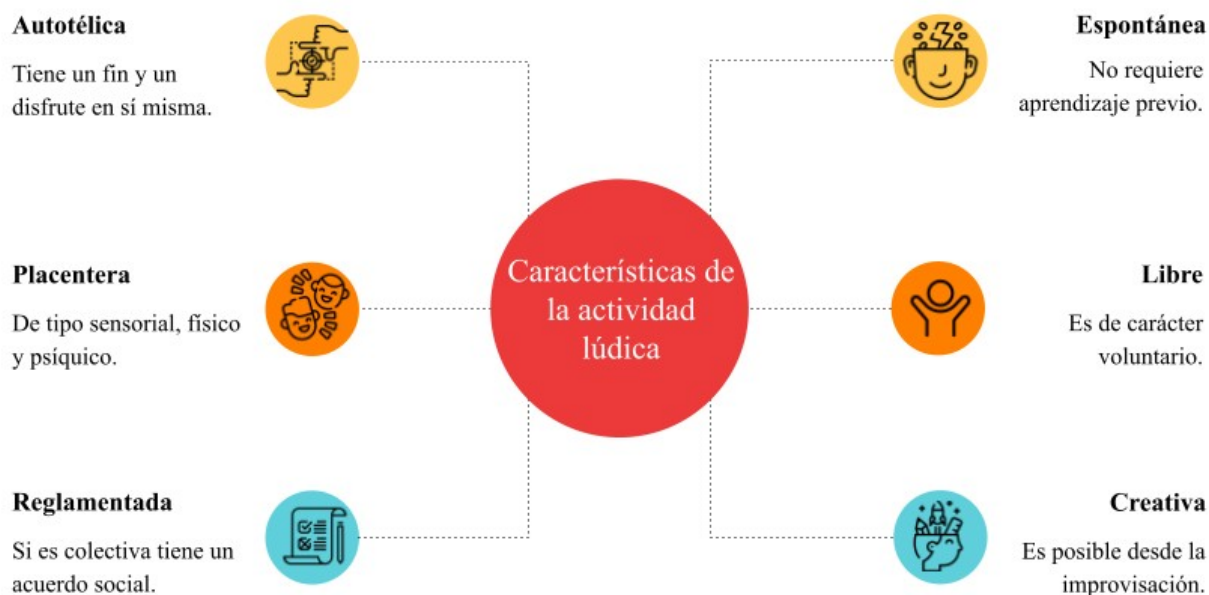 Autotélica
Tiene un fin y un
disfrute en sí misma.
Espontánea
No requiere
aprendizaje previo.
Placentera
De tipo sensorial, físico
y psíquico.
Características de
la actividad
lúdica
Libre
Es de carácter
voluntario.
Reglamentada
Si es colectiva tiene un
acuerdo social.
Creativa
Es posible desde la
improvisación.